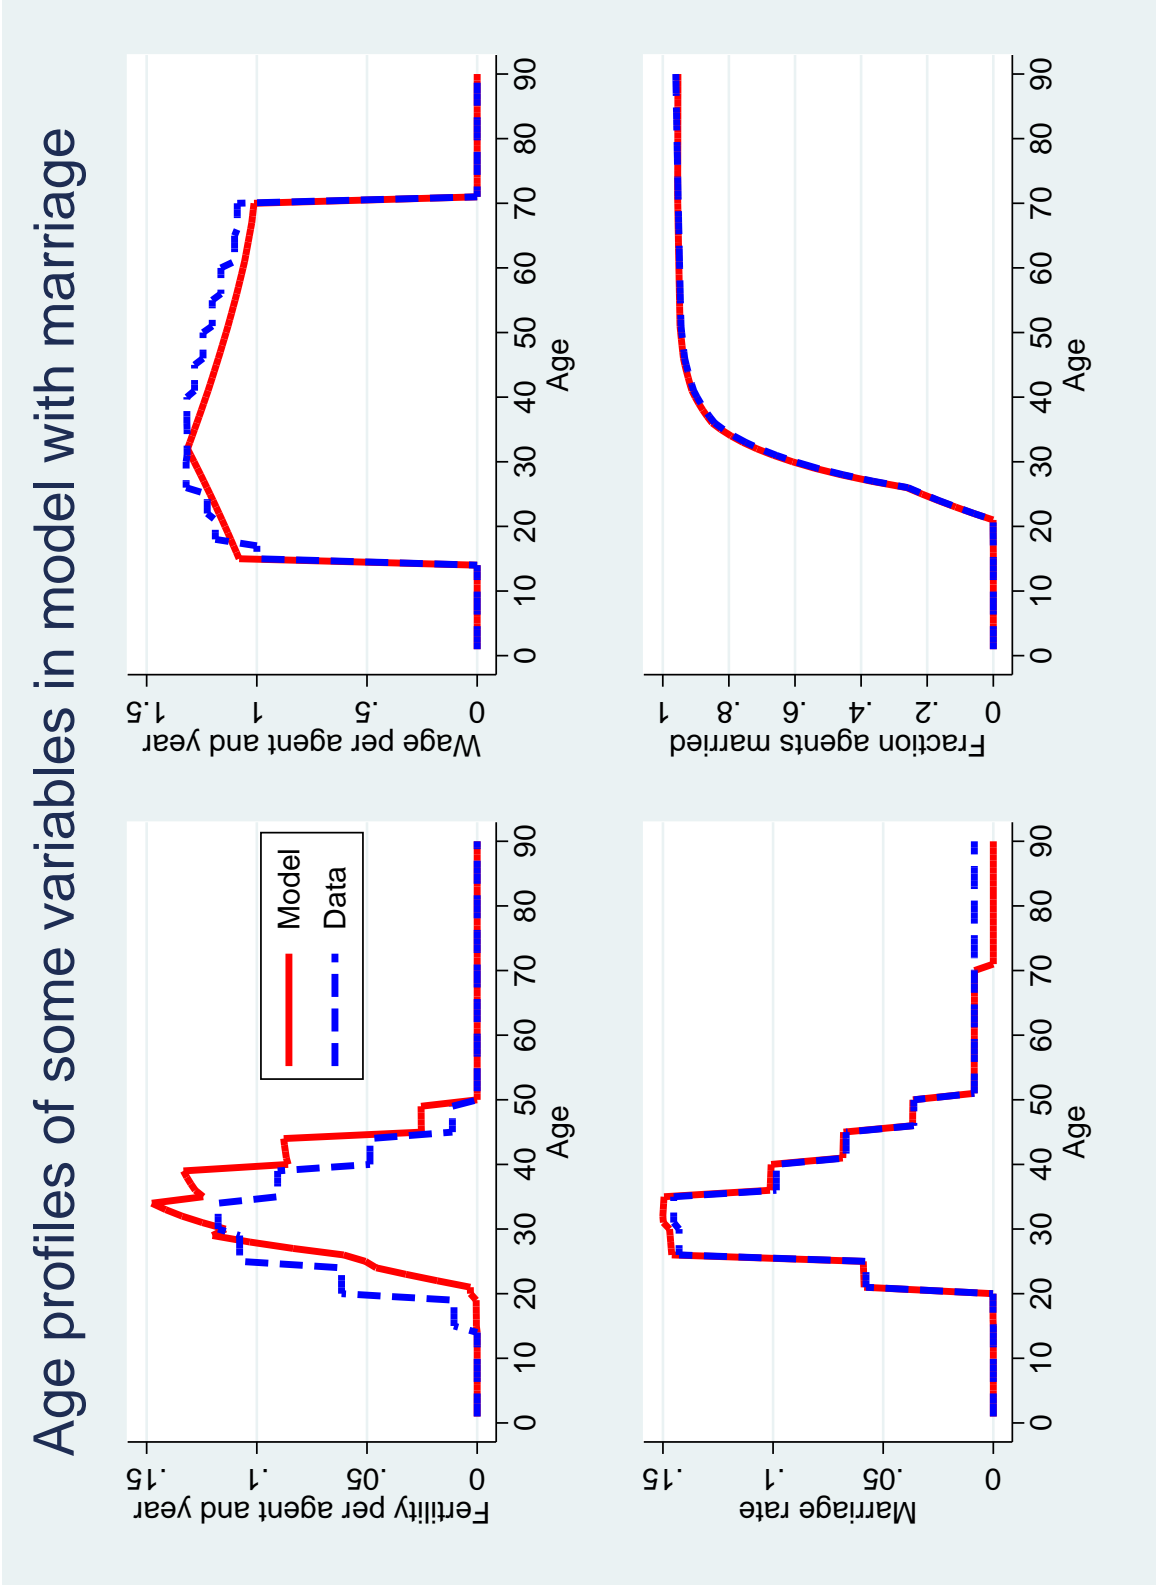 Age profiles of some variables in model with marriage
Fertility per agent and year
.15
.1
.05
0
0 10 20 30 40 50 60 70 80 90
Age
Model
Data
Wage per agent and year
1.5
1
.5
0
0 10 20 30 40 50 60 70 80 90
Age
Marriage rate
.15
.1
.05
0
0 10 20 30 40 50 60 70 80 90
Age
Fraction agents married
1
.8
.6
.4
.2
0
0 10 20 30 40 50 60 70 80 90
Age